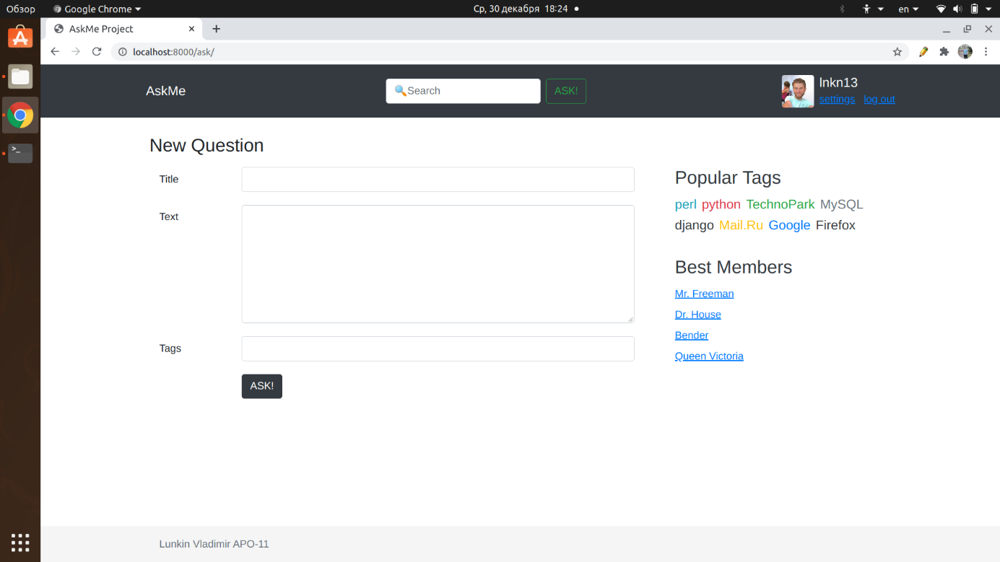 Обзор Google Chrome Ср, 30 декабря 18:24 en
AskMe Project
localhost:8000/ask/
AskMe Search ASK! lnkn13
settings log out
New Question
Title
Text
Tags
ASK!
Popular Tags
perl python TechnoPark MySQL
django Mail.Ru Google Firefox
Best Members
Mr. Freeman
Dr. House
Bender
Queen Victoria
Lunkin Vladimir APO-11